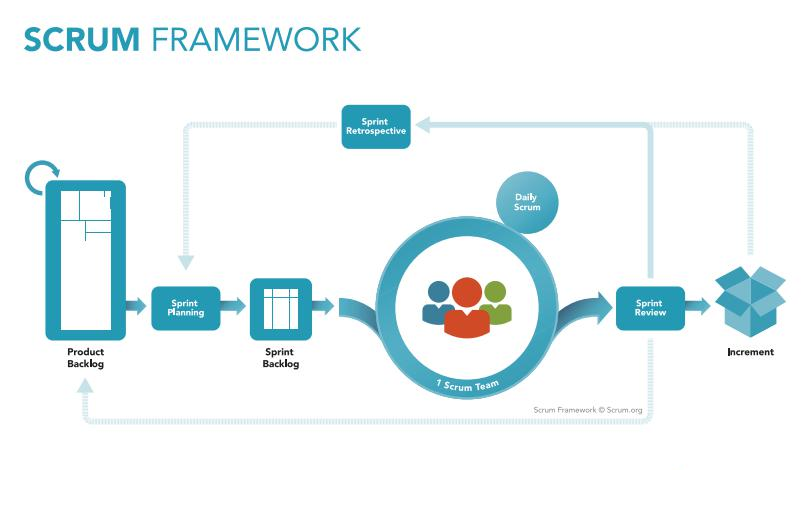 SCRUM FRAMEWORK
Sprint
Retrospective
Daily
Scrum
Sprint
Planning
Sprint
Review
Product
Backlog
Sprint
Backlog
1 Scrum Team
Increment
Scrum Framework © Scrum.org